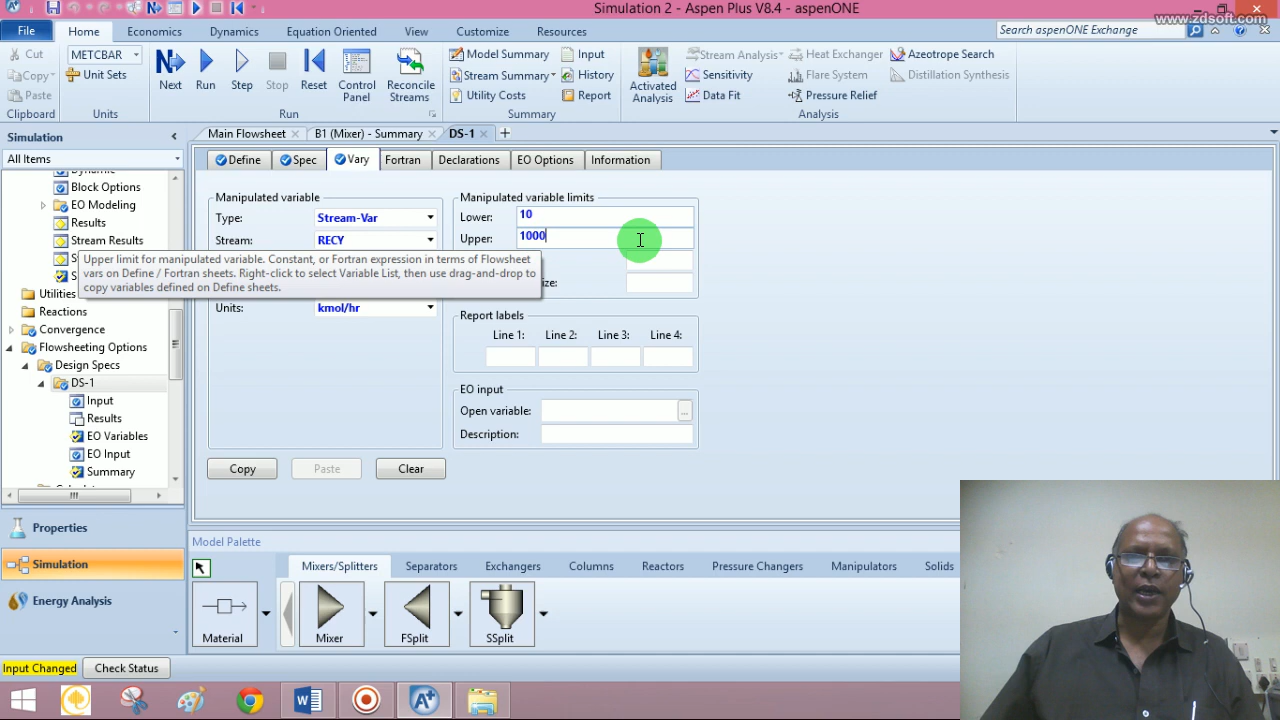 Simulation 2 - Aspen Plus V8.4 - aspenONE
www.zdsoft.com
File Home Economics Dynamics Equation Oriented View Customize Resources
Search aspenONE Exchange
Cut
Copy
Paste
Clipboard
METCBAR
Unit Sets
Units
Next
Run
Step
Stop
Reset
Control Panel
Reconcile Streams
Run
Model Summary
Input
Stream Summary
History
Utility Costs
Report
Summary
Activated Analysis
Stream Analysis
Heat Exchanger
Azeotrope Search
Sensitivity
Flare System
Distillation Synthesis
Data Fit
Pressure Relief
Analysis
Simulation
All Items
Block Options
EO Modeling
Results
Stream Results
Utilities
Reactions
Convergence
Flowsheeting Options
Design Specs
DS-1
Input
Results
EO Variables
EO Input
Summary
Properties
Simulation
Energy Analysis
Main Flowsheet
B1 (Mixer) - Summary
DS-1
Define
Spec
Vary
Fortran
Declarations
EO Options
Information
Manipulated variable
Type: Stream-Var
Stream: RECY
Units: kmol/hr
Manipulated variable limits
Lower: 10
Upper: 1000
Upper limit for manipulated variable. Constant, or Fortran expression in terms of Flowsheet
vars on Define / Fortran sheets. Right-click to select Variable List, then use drag-and-drop to
copy variables defined on Define sheets.
Report labels
Line 1: Line 2: Line 3: Line 4:
EO input
Open variable:
...
Description:
Copy
Paste
Clear
Model Palette
Mixers/Splitters
Separators
Exchangers
Columns
Reactors
Pressure Changers
Manipulators
Solids
Material
Mixer
FSplit
SSplit
Input Changed
Check Status